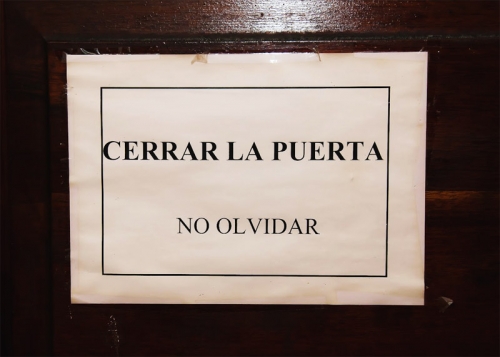 CERRAR LA PUERTA
NO OLVIDAR